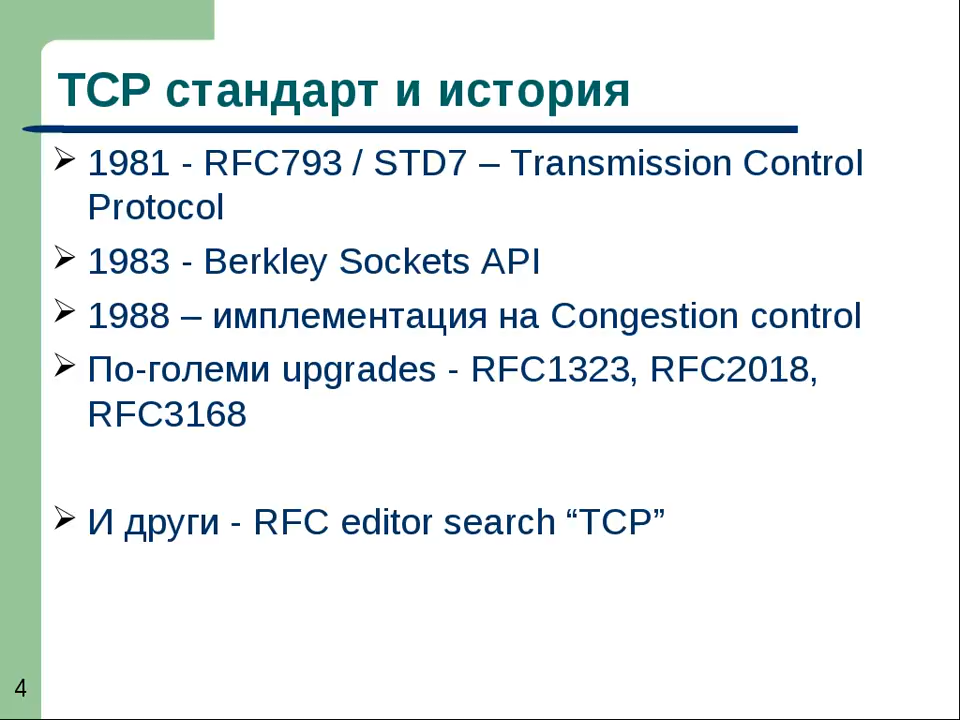 TCP стандарт и история
1981 - RFC793 / STD7 – Transmission Control
Protocol
1983 - Berkley Sockets API
1988 – имплементация на Congestion control
По-големи upgrades - RFC1323, RFC2018,
RFC3168
И други - RFC editor search “TCP”
4